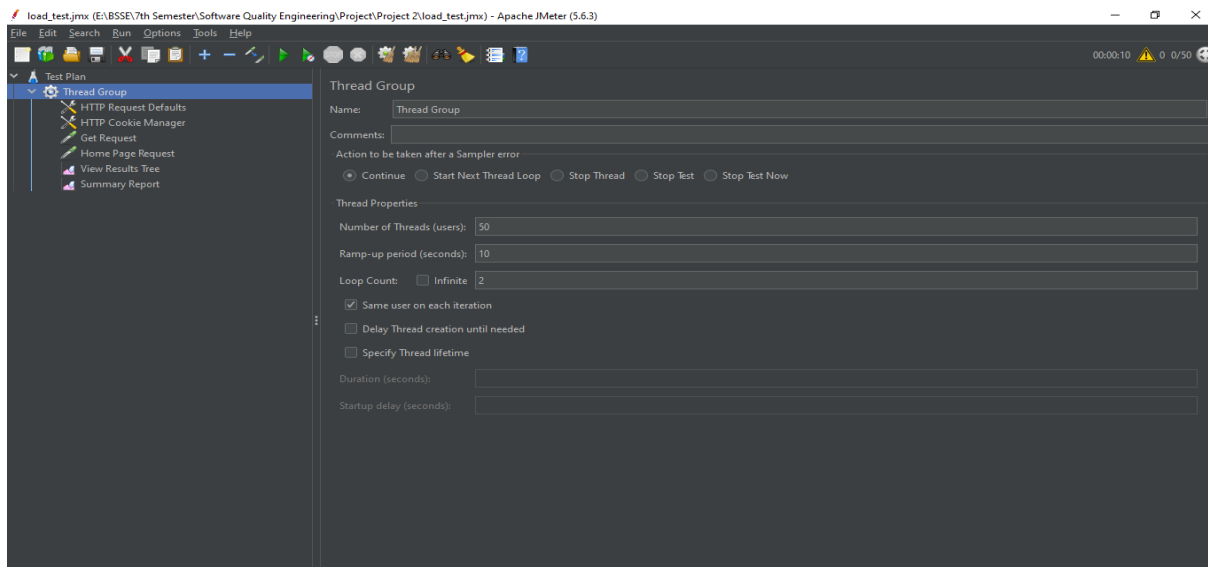 load_test.jmx (E:\BSSE\7th Semester\Software Quality Engineering\Project\Project 2\load_test.jmx) - Apache JMeter (5.6.3)
File Edit Search Run Options Tools Help
00:00:10 0 0/50
Test Plan
Thread Group
HTTP Request Defaults
HTTP Cookie Manager
Get Request
Home Page Request
View Results Tree
Summary Report
Thread Group
Name: Thread Group
Comments:
Action to be taken after a Sampler error
Continue Start Next Thread Loop Stop Thread Stop Test Stop Test Now
Thread Properties
Number of Threads (users): 50
Ramp-up period (seconds): 10
Loop Count: Infinite 2
Same user on each iteration
Delay Thread creation until needed
Specify Thread lifetime
Duration (seconds):
Startup delay (seconds):